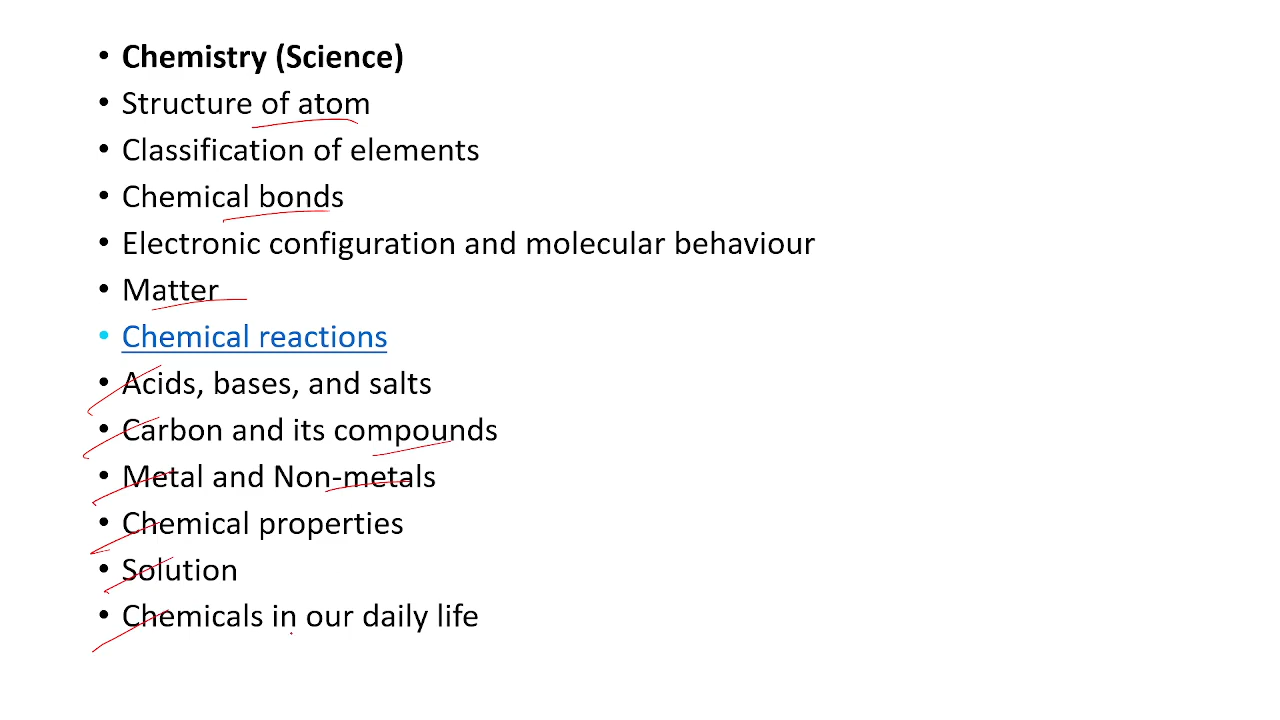 • Chemistry (Science)
• Structure of atom
• Classification of elements
• Chemical bonds
• Electronic configuration and molecular behaviour
• Matter
• Chemical reactions
• Acids, bases, and salts
• Carbon and its compounds
• Metal and Non-metals
• Chemical properties
• Solution
• Chemicals in our daily life